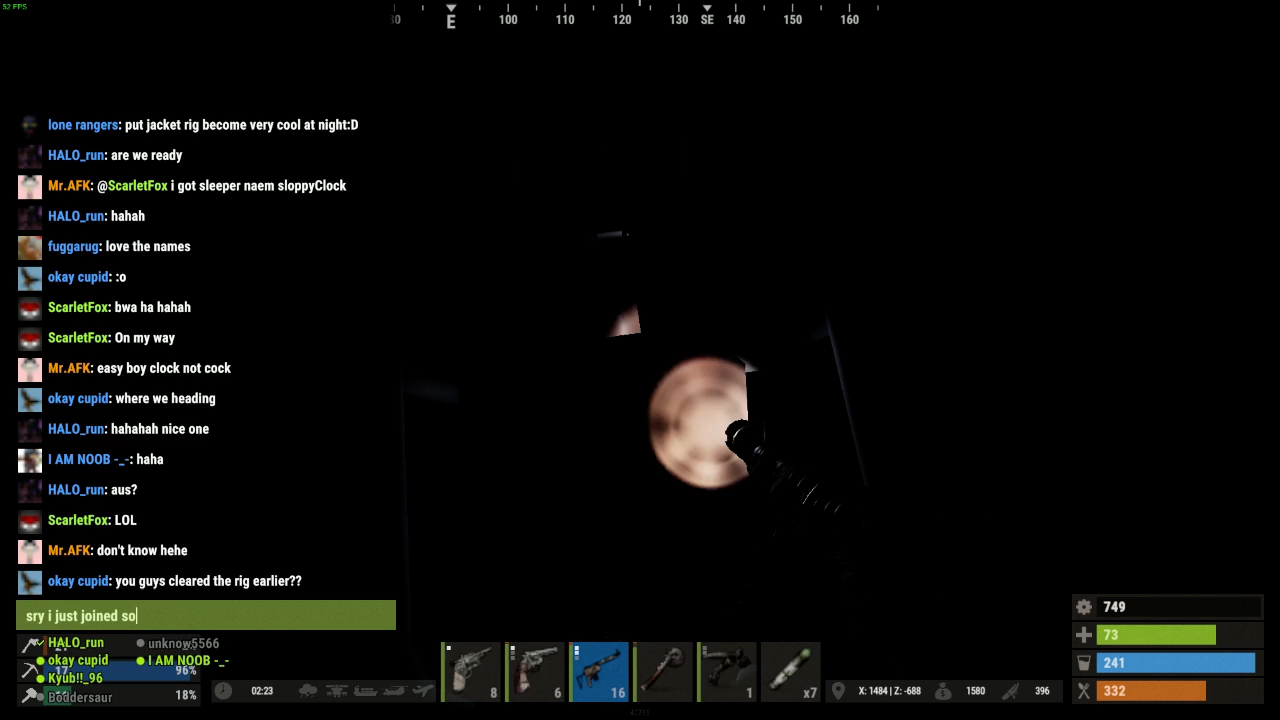 52 FPS
E 100 110 120 130 SE 140 150 160
lone rangers: put jacket rig become very cool at night:D
HALO_run: are we ready
Mr.AFK: @ScarletFox i got sleeper naem sloppyClock
HALO_run: hahah
fuggarug: love the names
okay cupid: :o
ScarletFox: bwa ha hahah
ScarletFox: On my way
Mr.AFK: easy boy clock not cock
okay cupid: where we heading
HALO_run: hahahah nice one
I AM NOOB -_-: haha
HALO_run: aus?
ScarletFox: LOL
Mr.AFK: don't know hehe
okay cupid: you guys cleared the rig earlier??
sry i just joined so
HALO_run unknow5566
okay cupid I AM NOOB -_-
17 96%
Kyub!!_96
Boddersaur 18%
02:23
8 6 16 1 x7
X: 1484 | Z: -688 1580 396
749
73
241
332